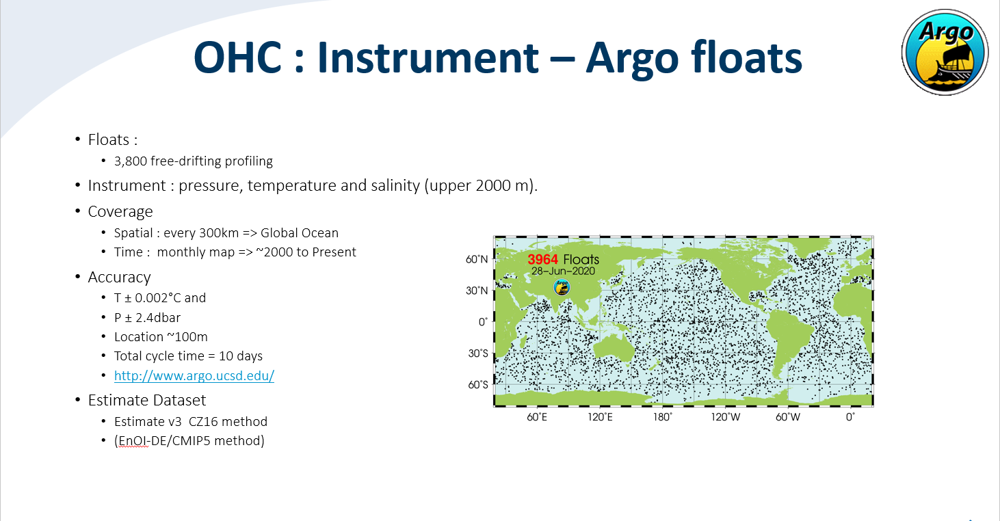 OHC : Instrument – Argo floats
Argo
• Floats :
• 3,800 free-drifting profiling
• Instrument : pressure, temperature and salinity (upper 2000 m).
• Coverage
• Spatial : every 300km => Global Ocean
• Time :  monthly map => ~2000 to Present
• Accuracy
• T ± 0.002°C and
• P ± 2.4dbar
• Location ~100m
• Total cycle time = 10 days
• http://www.argo.ucsd.edu/
• Estimate Dataset
• Estimate v3  CZ16 method
• (EnOI-DE/CMIP5 method)
3964 Floats
28–Jun–2020
Argo
60˚N
30˚N
0˚
30˚S
60˚S
60˚E 120˚E 180˚ 120˚W 60˚W 0˚